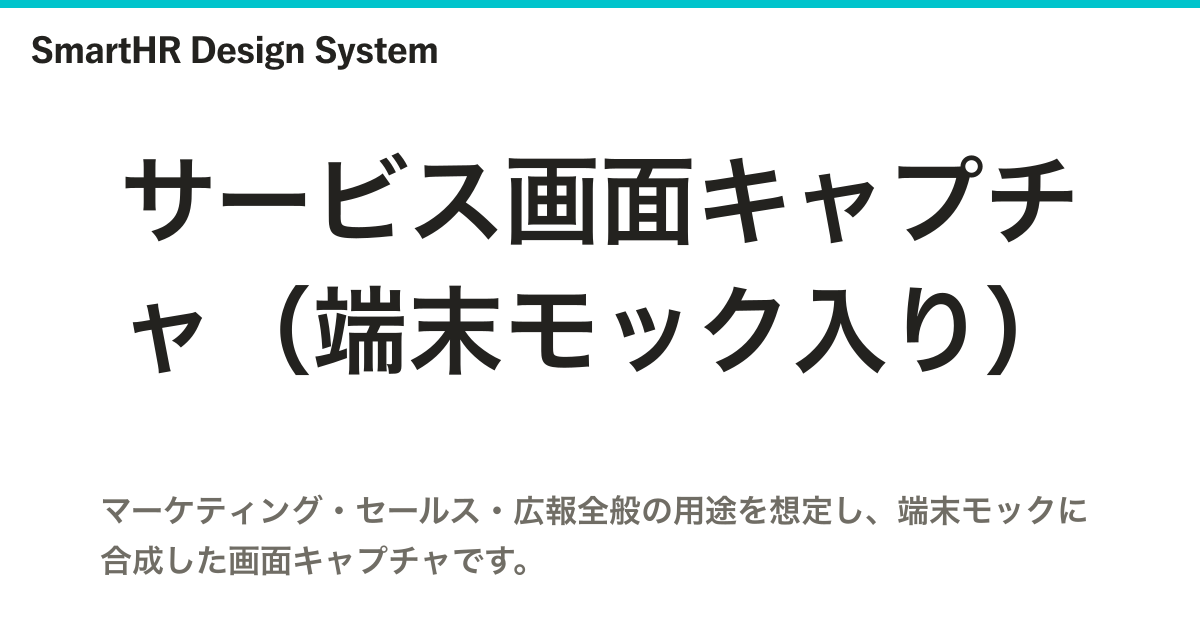 SmartHR Design System
サービス画面キャプチ
ャ（端末モック入り）
マーケティング・セールス・広報全般の用途を想定し、端末モックに
合成した画面キャプチャです。